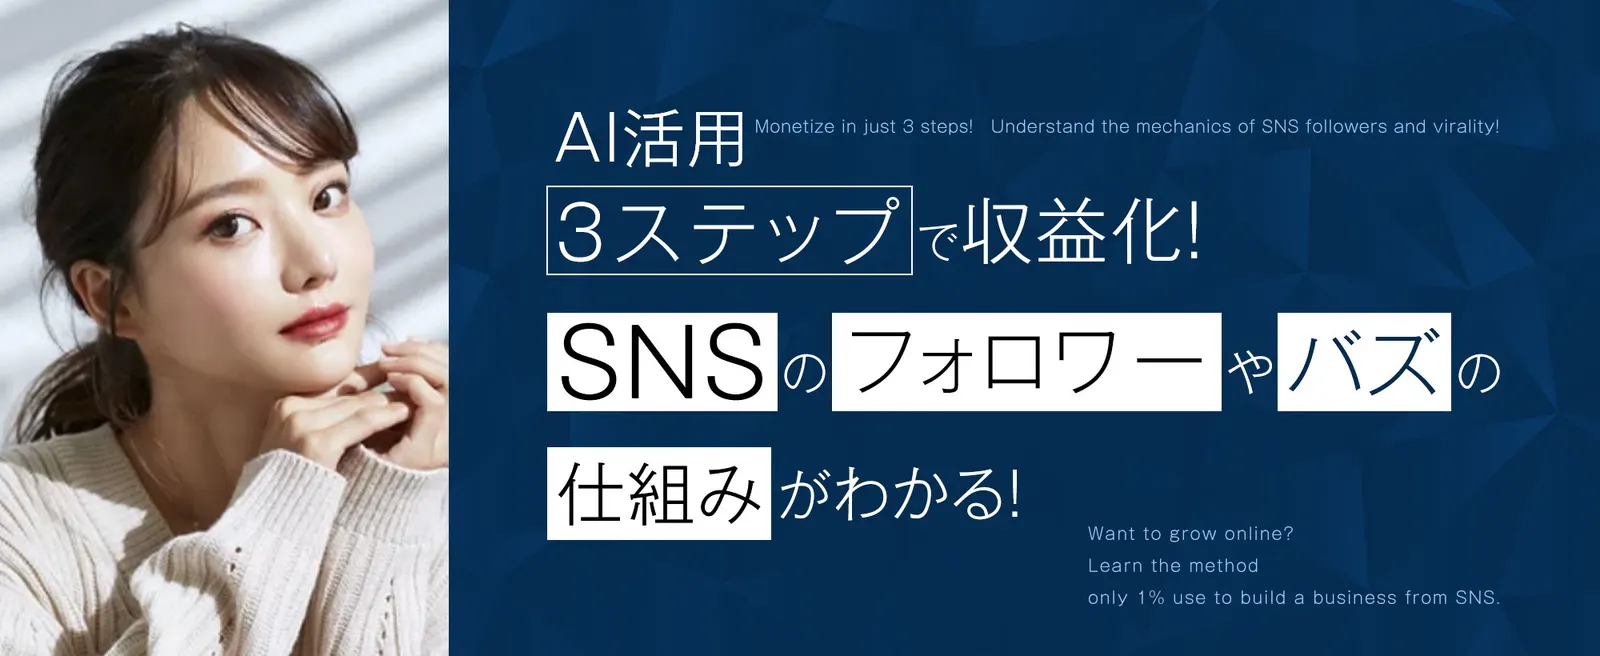 AI活用
Monetize in just 3 steps! Understand the mechanics of SNS followers and virality!
3ステップで収益化!
SNSのフォロワーやバズの
仕組みがわかる!
Want to grow online?
Learn the method
only 1% use to build a business from SNS.